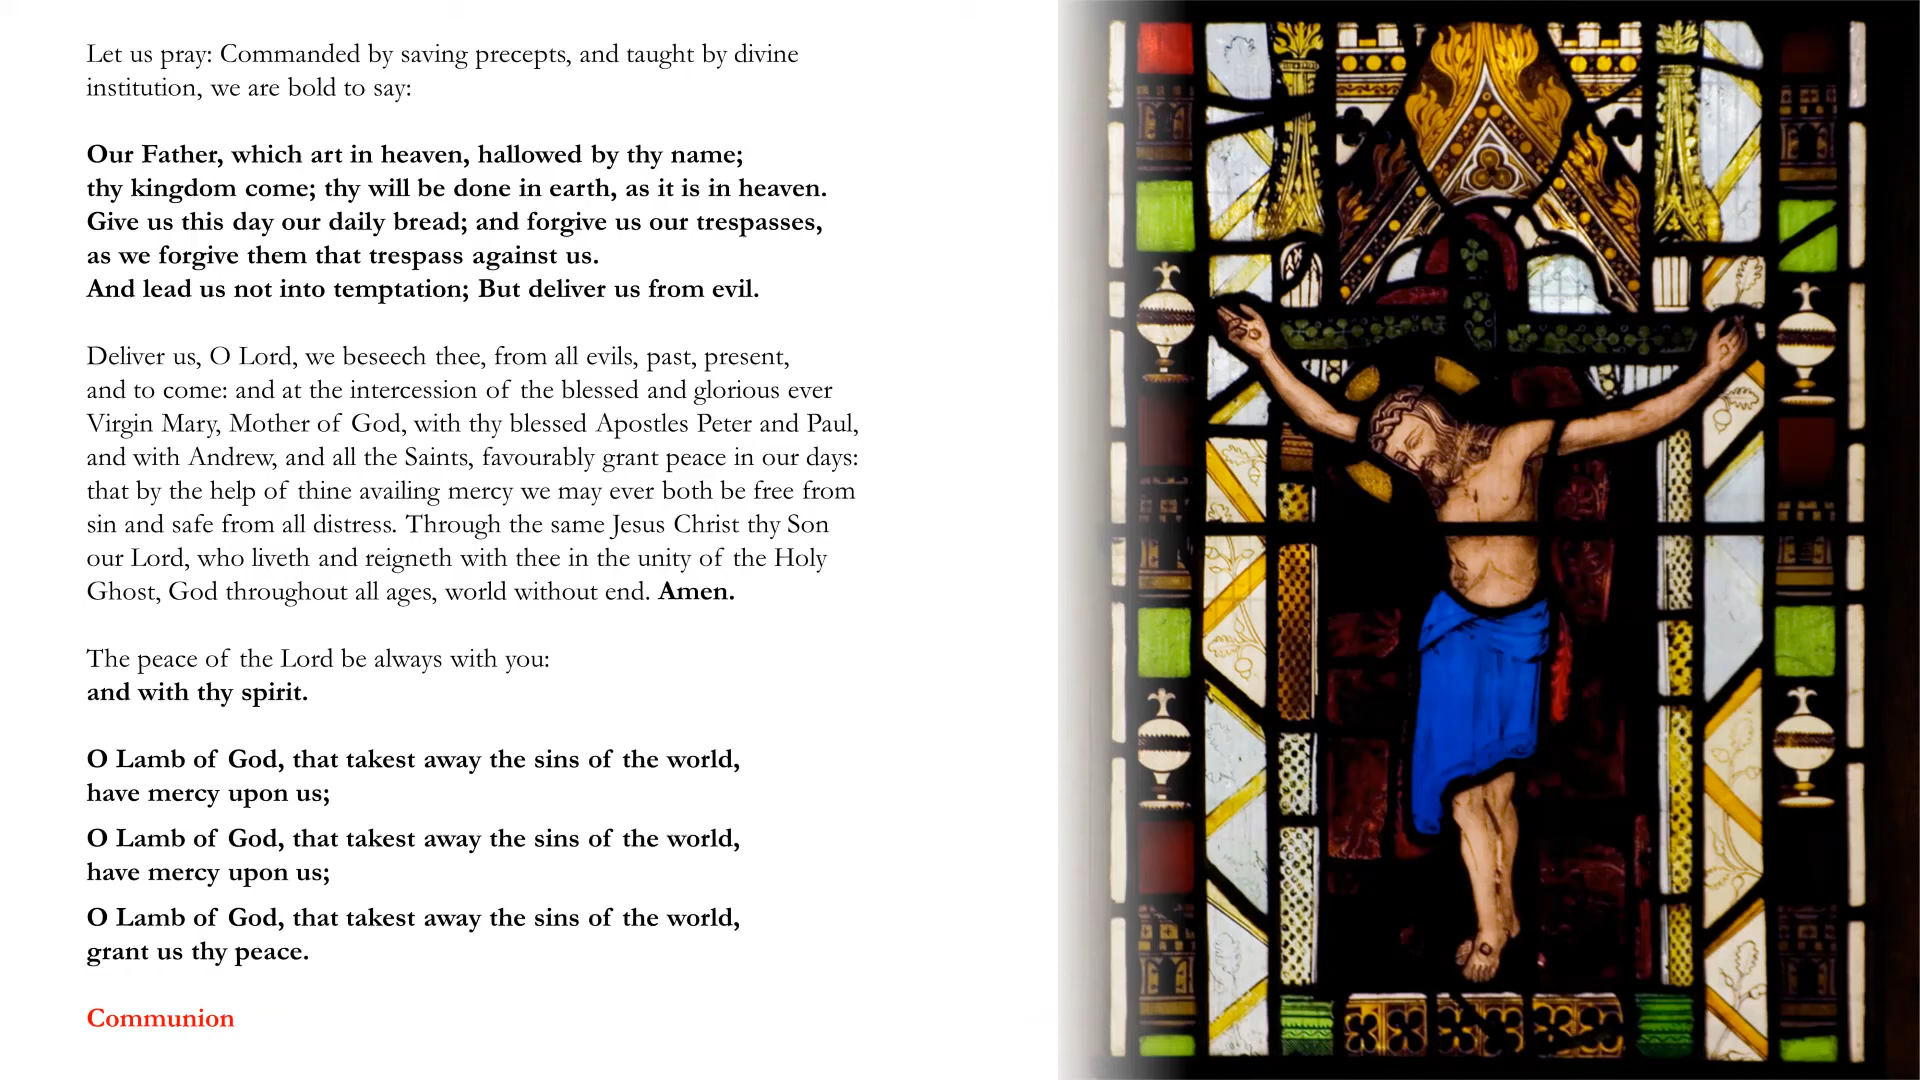 Let us pray: Commanded by saving precepts, and taught by divine
institution, we are bold to say:
Our Father, which art in heaven, hallowed by thy name;
thy kingdom come; thy will be done in earth, as it is in heaven.
Give us this day our daily bread; and forgive us our trespasses,
as we forgive them that trespass against us.
And lead us not into temptation; But deliver us from evil.
Deliver us, O Lord, we beseech thee, from all evils, past, present,
and to come: and at the intercession of the blessed and glorious ever
Virgin Mary, Mother of God, with thy blessed Apostles Peter and Paul,
and with Andrew, and all the Saints, favourably grant peace in our days:
that by the help of thine availing mercy we may ever both be free from
sin and safe from all distress. Through the same Jesus Christ thy Son
our Lord, who liveth and reigneth with thee in the unity of the Holy
Ghost, God throughout all ages, world without end. Amen.
The peace of the Lord be always with you:
and with thy spirit.
O Lamb of God, that takest away the sins of the world,
have mercy upon us;
O Lamb of God, that takest away the sins of the world,
have mercy upon us;
O Lamb of God, that takest away the sins of the world,
grant us thy peace.
Communion